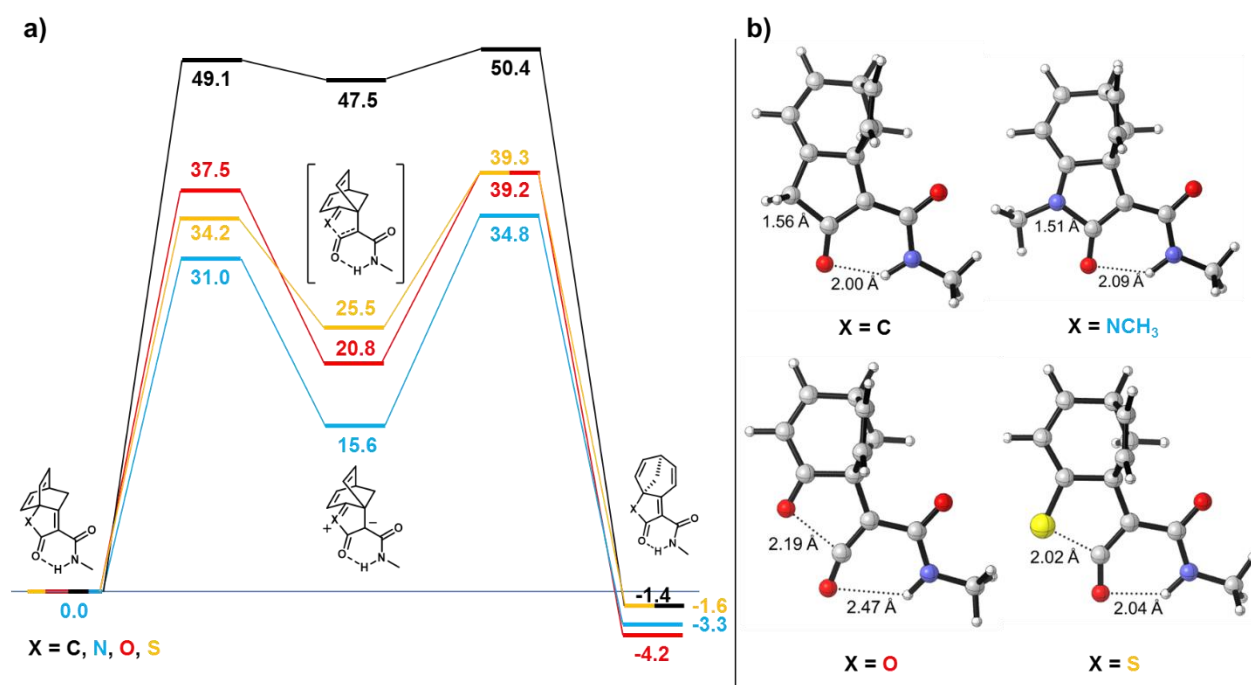 a)
49.1
47.5
50.4
37.5
39.3
39.2
34.2
34.8
31.0
25.5
20.8
15.6
X
O
H
N
O
X
O
H
N
O
X
+
−
O
H
N
O
X
O
H
N
O
0.0
-1.4
-1.6
-3.3
-4.2
X = C, N, O, S
b)
1.56 Å
2.00 Å
X = C
1.51 Å
2.09 Å
X = NCH₃
2.19 Å
2.47 Å
X = O
2.02 Å
2.04 Å
X = S